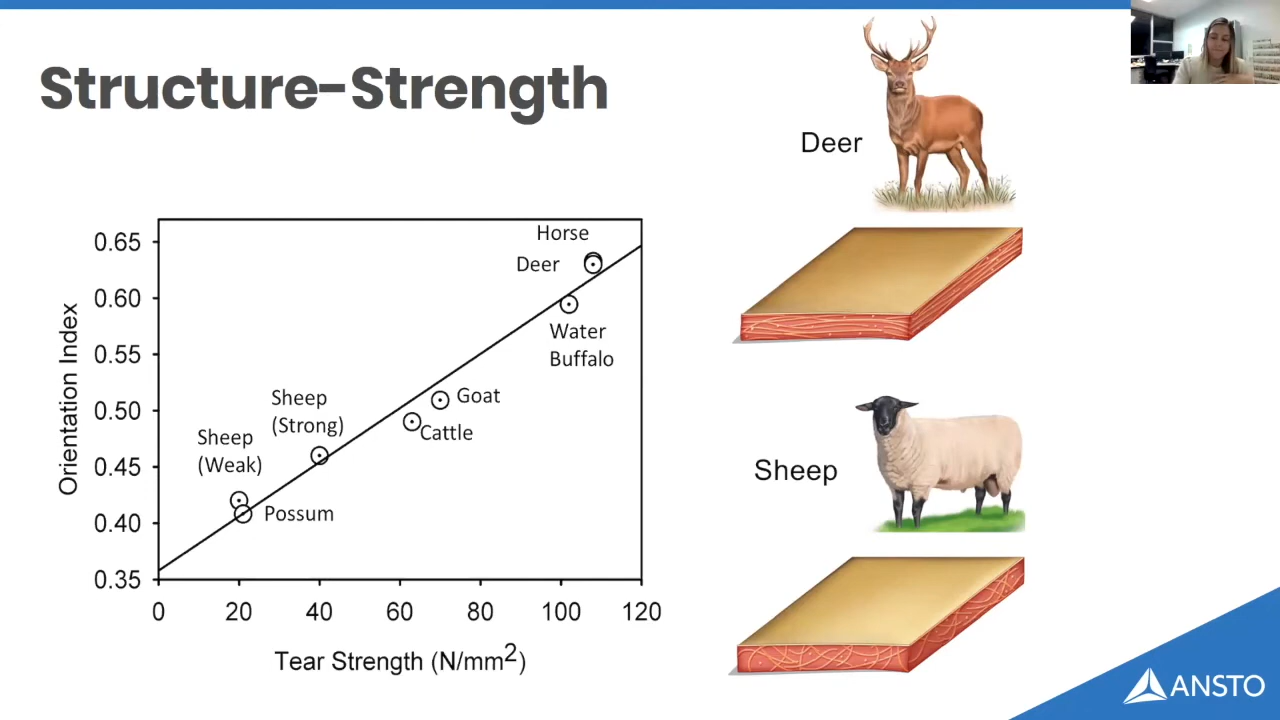 Structure-Strength
Deer
Orientation Index
0.65
0.60
0.55
0.50
0.45
0.40
0.35
Horse
Deer
Water
Buffalo
Goat
Cattle
Sheep
(Strong)
Sheep
(Weak)
Possum
0 20 40 60 80 100 120
Tear Strength (N/mm²)
Sheep
ANSTO